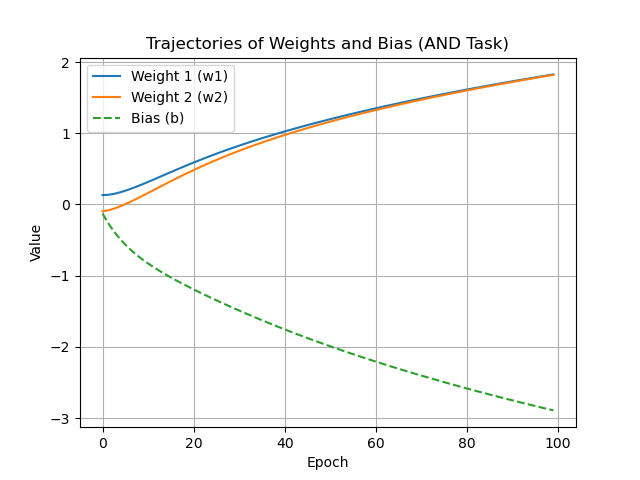 Trajectories of Weights and Bias (AND Task)
Weight 1 (w1)
Weight 2 (w2)
Bias (b)
2
1
0
−1
−2
−3
Value
0 20 40 60 80 100
Epoch